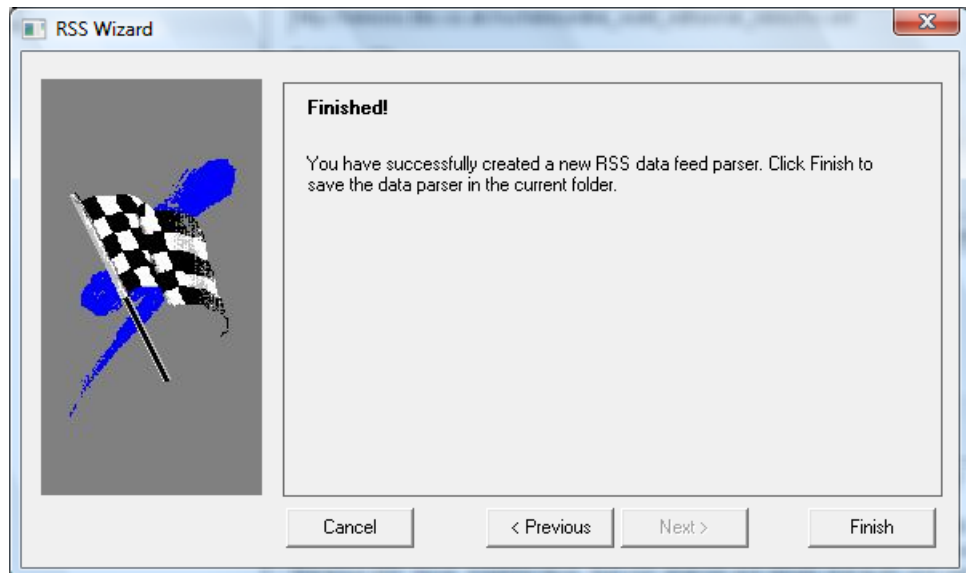 RSS Wizard
Finished!
You have successfully created a new RSS data feed parser. Click Finish to
save the data parser in the current folder.
Cancel
< Previous
Next >
Finish